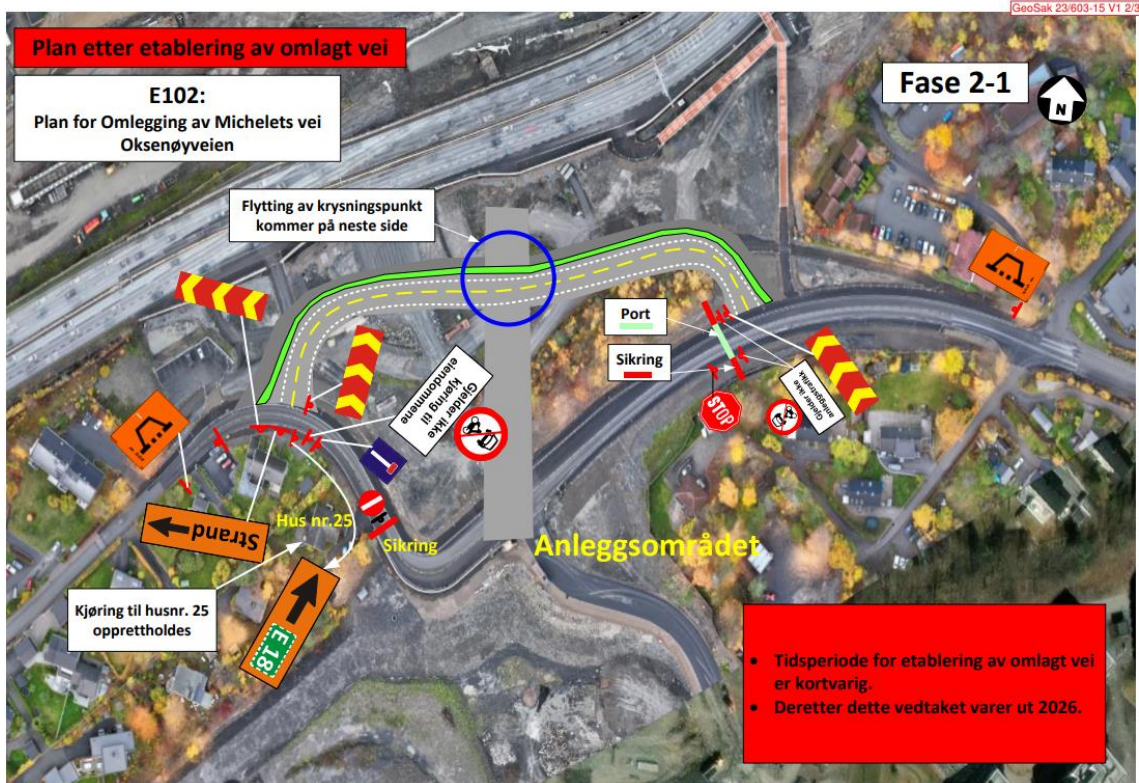 GeoSak 23/603-15 V1 2/3
Plan etter etablering av omlagt vei
E102:
Plan for Omlegging av Michelets vei
Oksenøyveien
Fase 2-1
N
Flytting av krysningspunkt
kommer på neste side
Port
Sikring
STOP
Gjelder ikke
anleggstrafikk
Gjelder ikke
kjøring til
eiendommene
Strand
Hus nr.25
Sikring
Anleggsområdet
Kjøring til husnr. 25
opprettholdes
E 18
• Tidsperiode for etablering av omlagt vei
er kortvarig.
• Deretter dette vedtaket varer ut 2026.